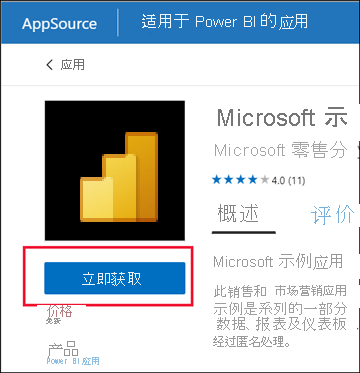 AppSource 适用于 Power BI 的应用
应用
Microsoft 示
Microsoft 零售分
4.0 (11)
概述 评价
立即获取
Microsoft 示例应用
此销售和 市场营销应用
示例是系列的一部分
数据、报表及仪表板
经过匿名处理。
价格
免费
产品
Power BI 应用